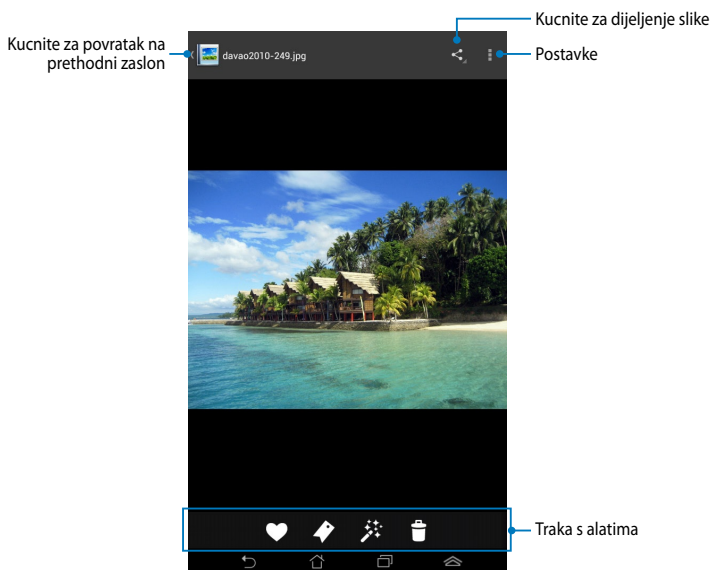 Kucnite za dijeljenje slike
Kucnite za povratak na
prethodni zaslon
davao2010-249.jpg
Postavke
Traka s alatima